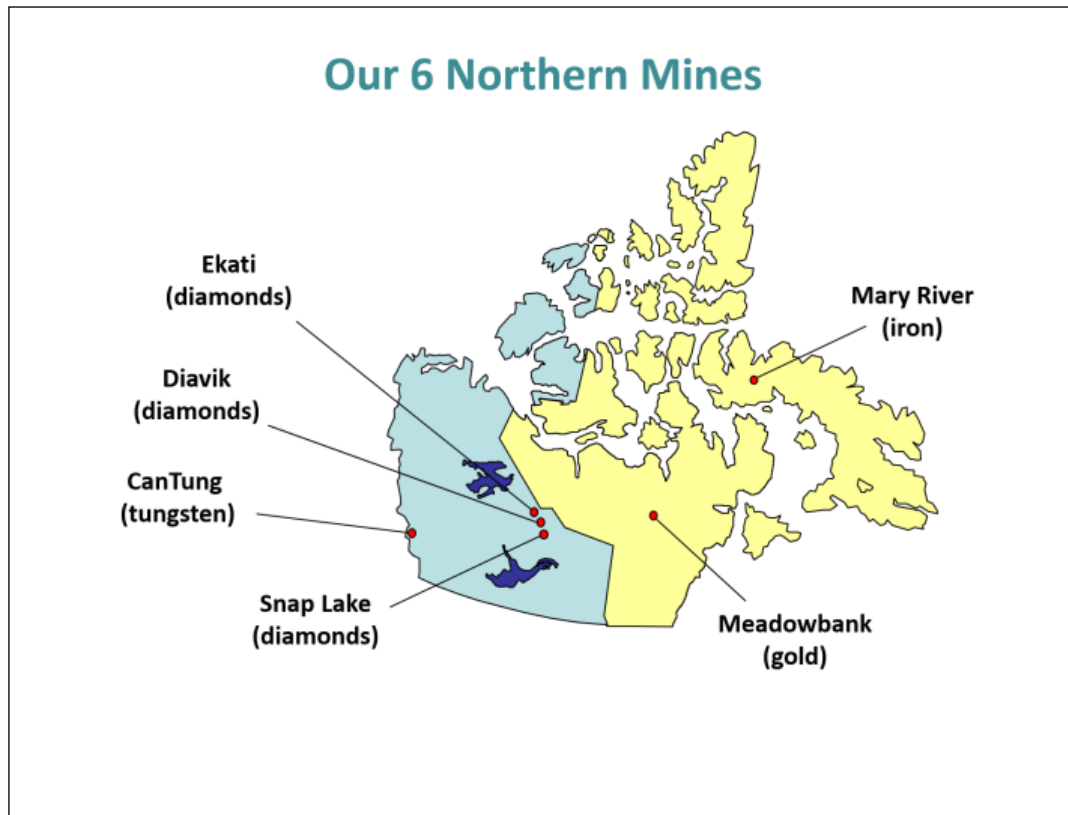 Our 6 Northern Mines
Ekati
(diamonds)
Mary River
(iron)
Diavik
(diamonds)
CanTung
(tungsten)
Snap Lake
(diamonds)
Meadowbank
(gold)